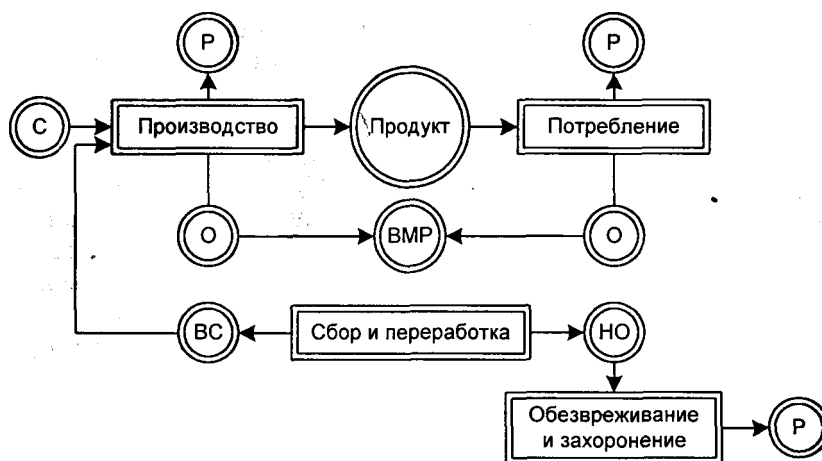 Р
Р
С
Производство
Продукт
Потребление
О
ВМР
О
ВС
Сбор и переработка
НО
Обезвреживание
и захоронение
Р